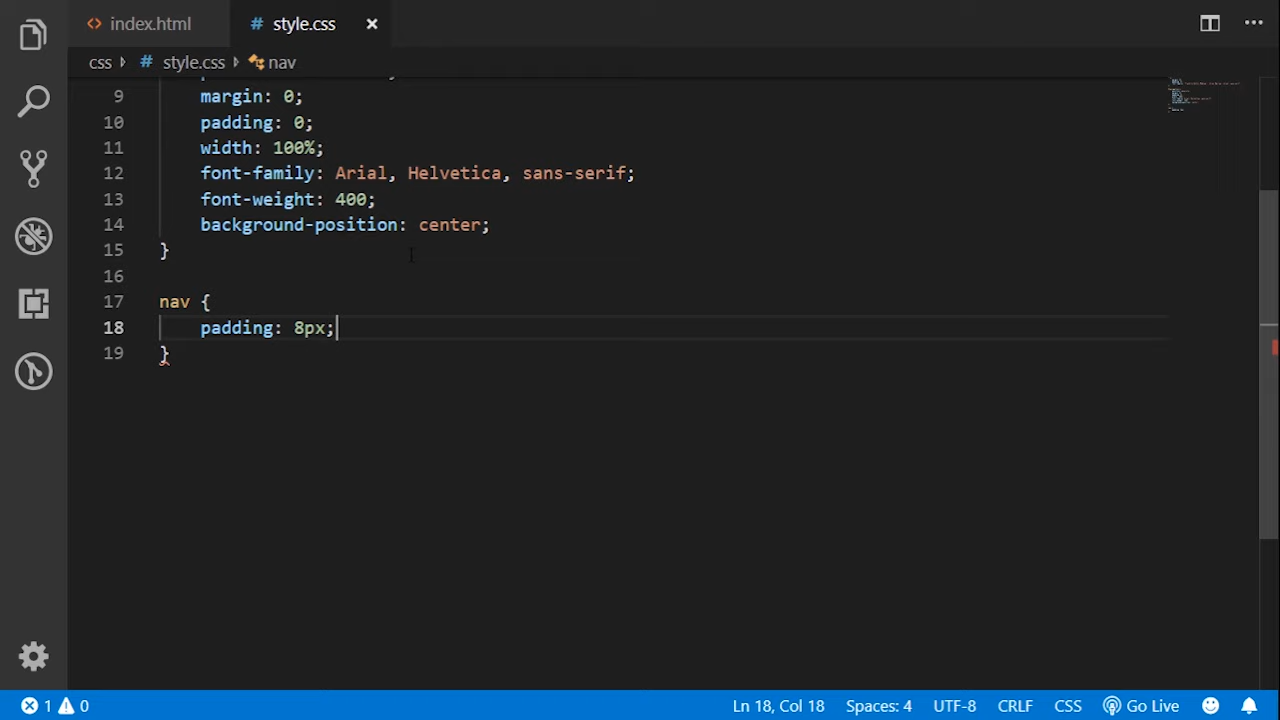 index.html
style.css
css style.css nav
9 margin: 0;
10 padding: 0;
11 width: 100%;
12 font-family: Arial, Helvetica, sans-serif;
13 font-weight: 400;
14 background-position: center;
15 }
16
17 nav {
18 padding: 8px;
19 }
1 0 Ln 18, Col 18 Spaces: 4 UTF-8 CRLF CSS Go Live